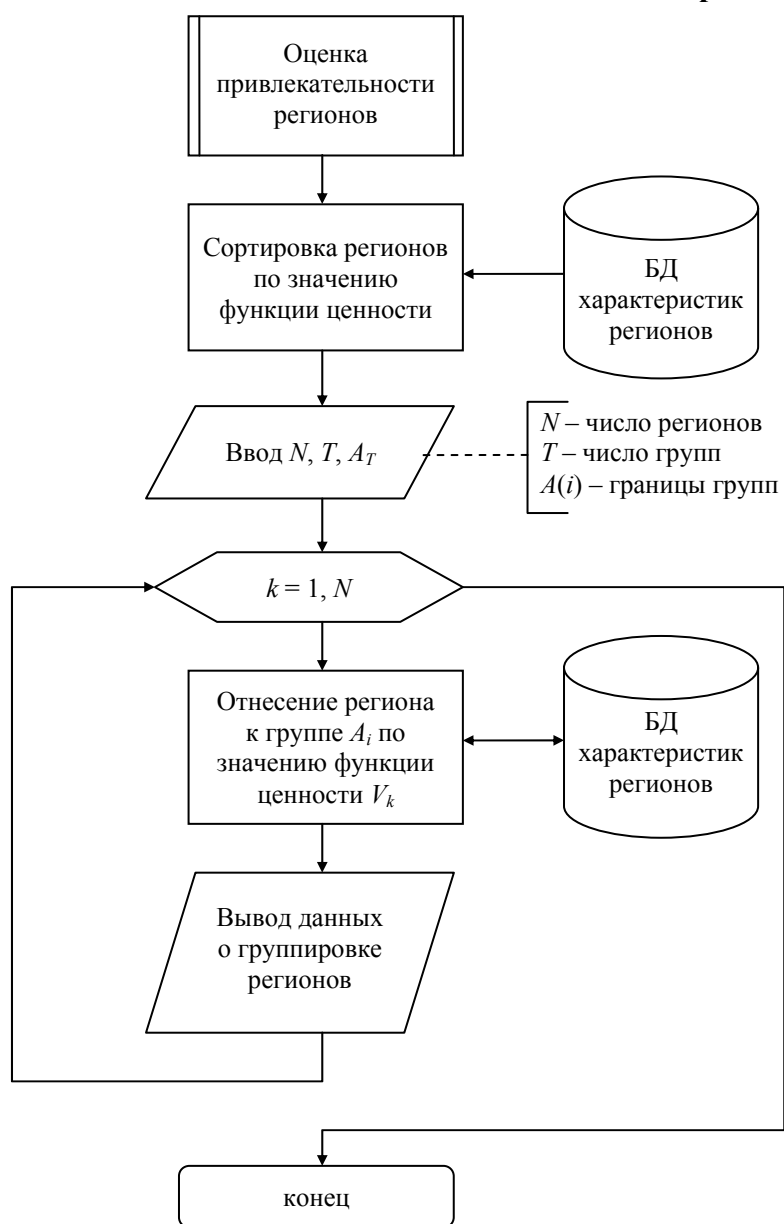 Оценка
привлекательности
регионов
Сортировка регионов
по значению
функции ценности
БД
характеристик
регионов
Ввод N, T, A_T
N – число регионов
T – число групп
A(i) – границы групп
k = 1, N
Отнесение региона
к группе A_i по
значению функции
ценности V_k
БД
характеристик
регионов
Вывод данных
о группировке
регионов
конец